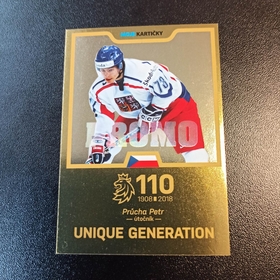 KARTIČKY
PROMO
110
1908 2018
Průcha Petr
útočník
UNIQUE GENERATION